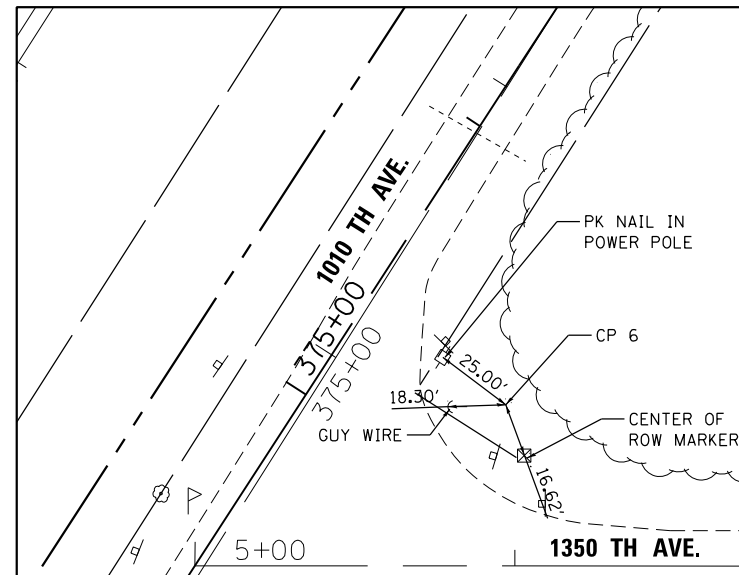 1010 TH AVE.
375+00
375+00
PK NAIL IN
POWER POLE
CP 6
25.00'
18.30'
GUY WIRE
CENTER OF
ROW MARKER
16.62'
5+00
1350 TH AVE.